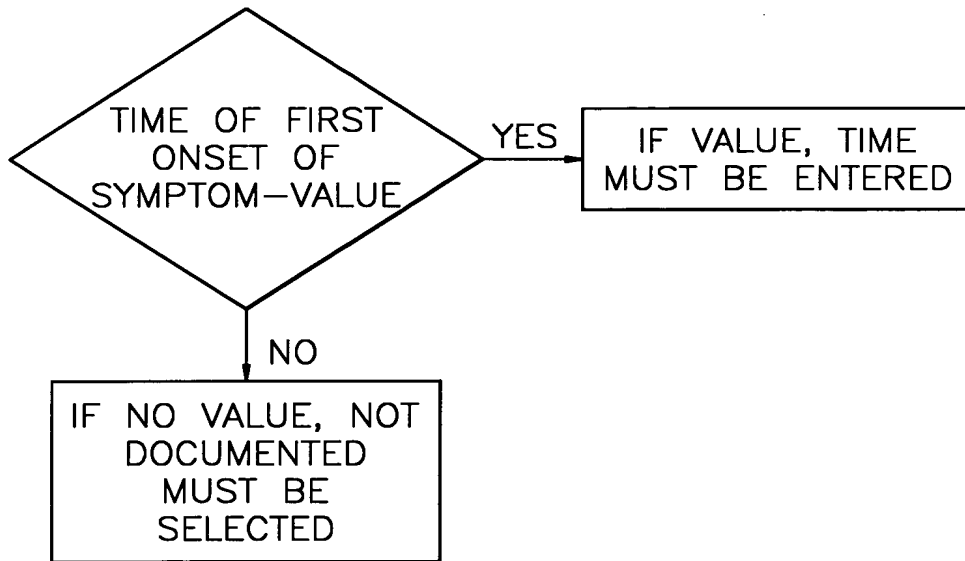 TIME OF FIRST
ONSET OF
SYMPTOM-VALUE
YES
IF VALUE, TIME
MUST BE ENTERED
NO
IF NO VALUE, NOT
DOCUMENTED
MUST BE
SELECTED